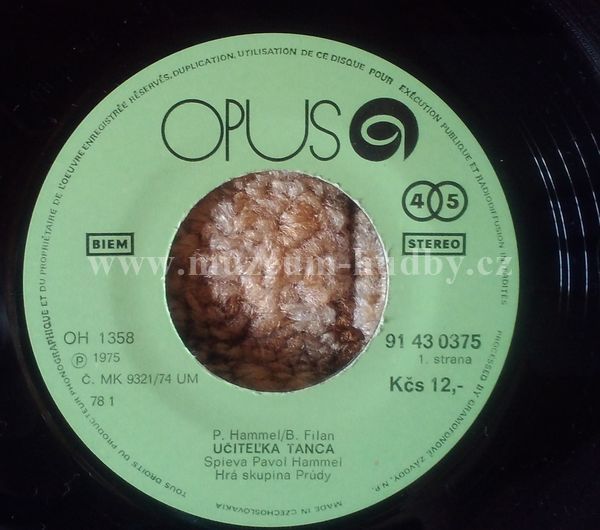 TOUS DROITS DU PRODUCTEUR PHONOGRAPHIQUE ET DU PROPRIÉTAIRE DE L'OEUVRE ENREGISTRÉE RÉSERVÉS, DUPLICATION, UTILISATION DE CE DISQUE POUR EXÉCUTION PUBLIQUE ET RADIODIFFUSION INTERDITES
OPUS
4 5
BIEM
STEREO
www.muzeum-hudby.cz
OH 1358
91 43 0375
Ⓟ 1975
1. strana
Č. MK 9321/74 UM
Kčs 12,-
78 1
P. Hammel/B. Filan
UČITEĽKA TANCA
Spieva Pavol Hammel
Hrá skupina Prúdy
MADE IN CZECHOSLOVAKIA
PROCESSED BY GRAMOFONOVÉ ZÁVODY, N.P.